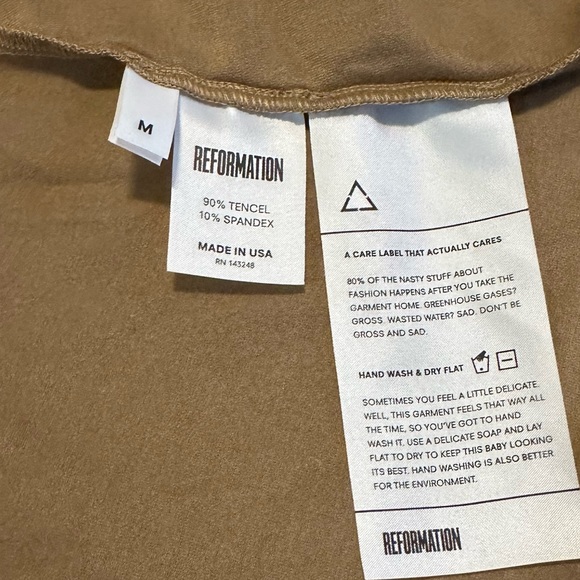 M
REFORMATION
90% TENCEL
10% SPANDEX
MADE IN USA
RN 143248
A CARE LABEL THAT ACTUALLY CARES
80% OF THE NASTY STUFF ABOUT
FASHION HAPPENS AFTER YOU TAKE THE
GARMENT HOME. GREENHOUSE GASES?
GROSS. WASTED WATER? SAD. DON'T BE
GROSS AND SAD.
HAND WASH & DRY FLAT
SOMETIMES YOU FEEL A LITTLE DELICATE.
WELL, THIS GARMENT FEELS THAT WAY ALL
THE TIME, SO YOU'VE GOT TO HAND
WASH IT. USE A DELICATE SOAP AND LAY
FLAT TO DRY TO KEEP THIS BABY LOOKING
ITS BEST. HAND WASHING IS ALSO BETTER
FOR THE ENVIRONMENT.
REFORMATION